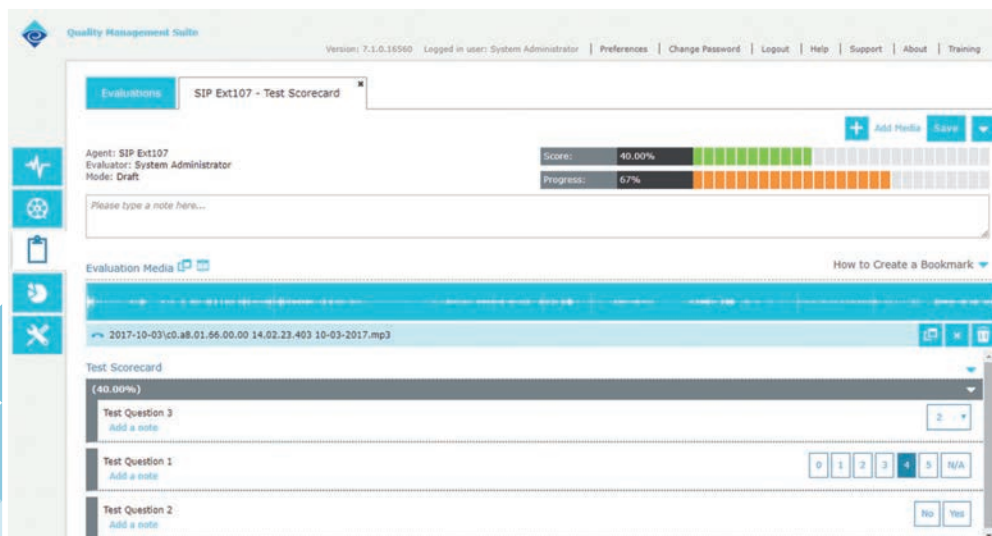 Quality Management Suite
Version: 7.1.0.16560 Logged in user: System Administrator | Preferences | Change Password | Logout | Help | Support | About | Training
Evaluations
SIP Ext107 - Test Scorecard
Add Media
Save
Agent: SIP Ext107
Evaluator: System Administrator
Mode: Draft
Score: 40.00%
Progress: 67%
Please type a note here...
Evaluation Media
How to Create a Bookmark
2017-10-03\c0.a8.01.66.00.00 14.02.23.403 10-03-2017.mp3
Test Scorecard
(40.00%)
Test Question 3
Add a note
2
Test Question 1
Add a note
0 1 2 3 4 5 N/A
Test Question 2
Add a note
No Yes